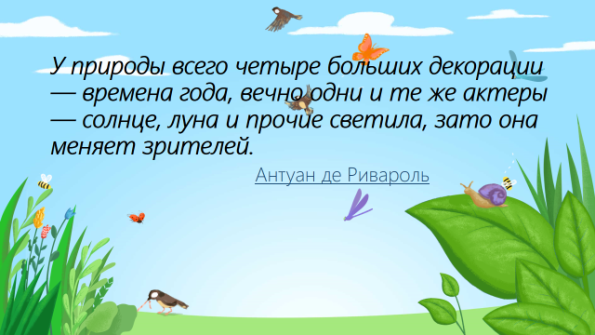 У природы всего четыре больших декорации
— времена года, вечно одни и те же актеры
— солнце, луна и прочие светила, зато она
меняет зрителей.
Антуан де Ривароль